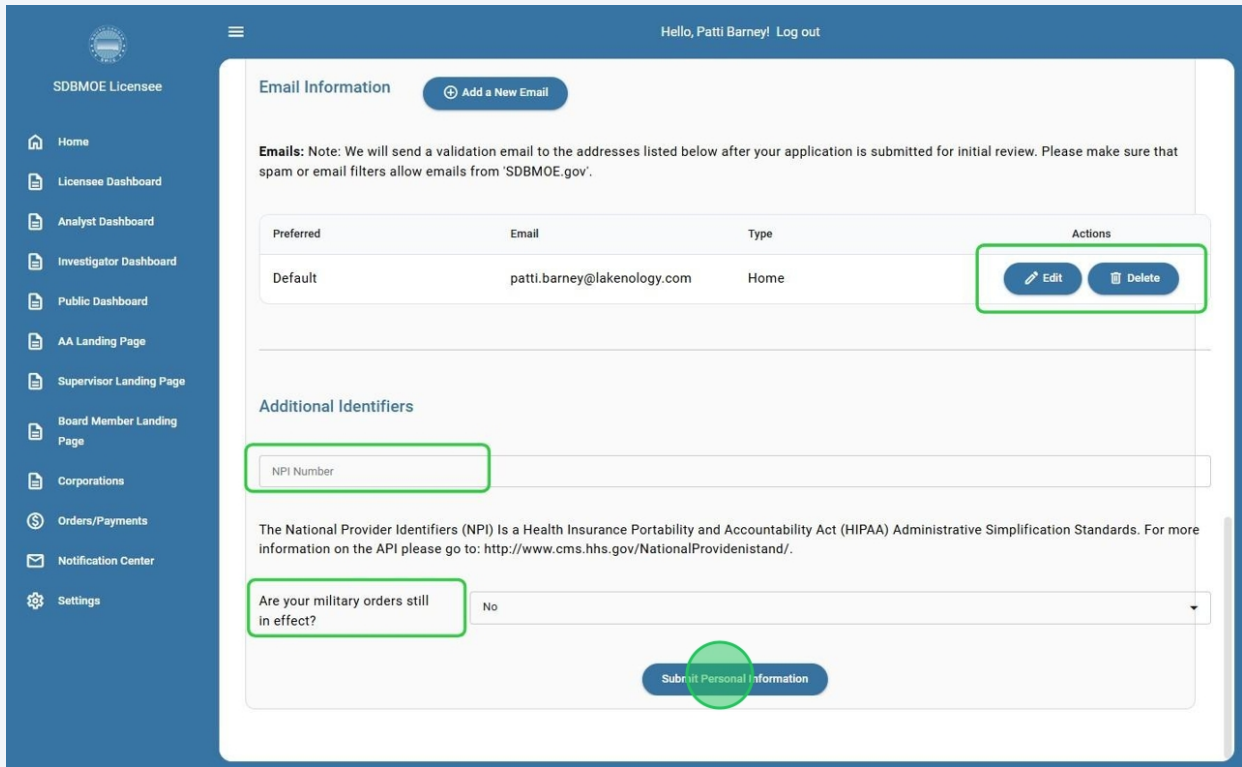 Hello, Patti Barney! Log out
SDBMOE Licensee
Home
Licensee Dashboard
Analyst Dashboard
Investigator Dashboard
Public Dashboard
AA Landing Page
Supervisor Landing Page
Board Member Landing
Page
Corporations
Orders/Payments
Notification Center
Settings
Email Information
Add a New Email
Emails: Note: We will send a validation email to the addresses listed below after your application is submitted for initial review. Please make sure that
spam or email filters allow emails from 'SDBMOE.gov'.
Preferred Email Type Actions
Default patti.barney@lakenology.com Home Edit Delete
Additional Identifiers
NPI Number
The National Provider Identifiers (NPI) Is a Health Insurance Portability and Accountability Act (HIPAA) Administrative Simplification Standards. For more
information on the API please go to: http://www.cms.hhs.gov/NationalProvidenistand/.
Are your military orders still
in effect?
No
Submit Personal Information